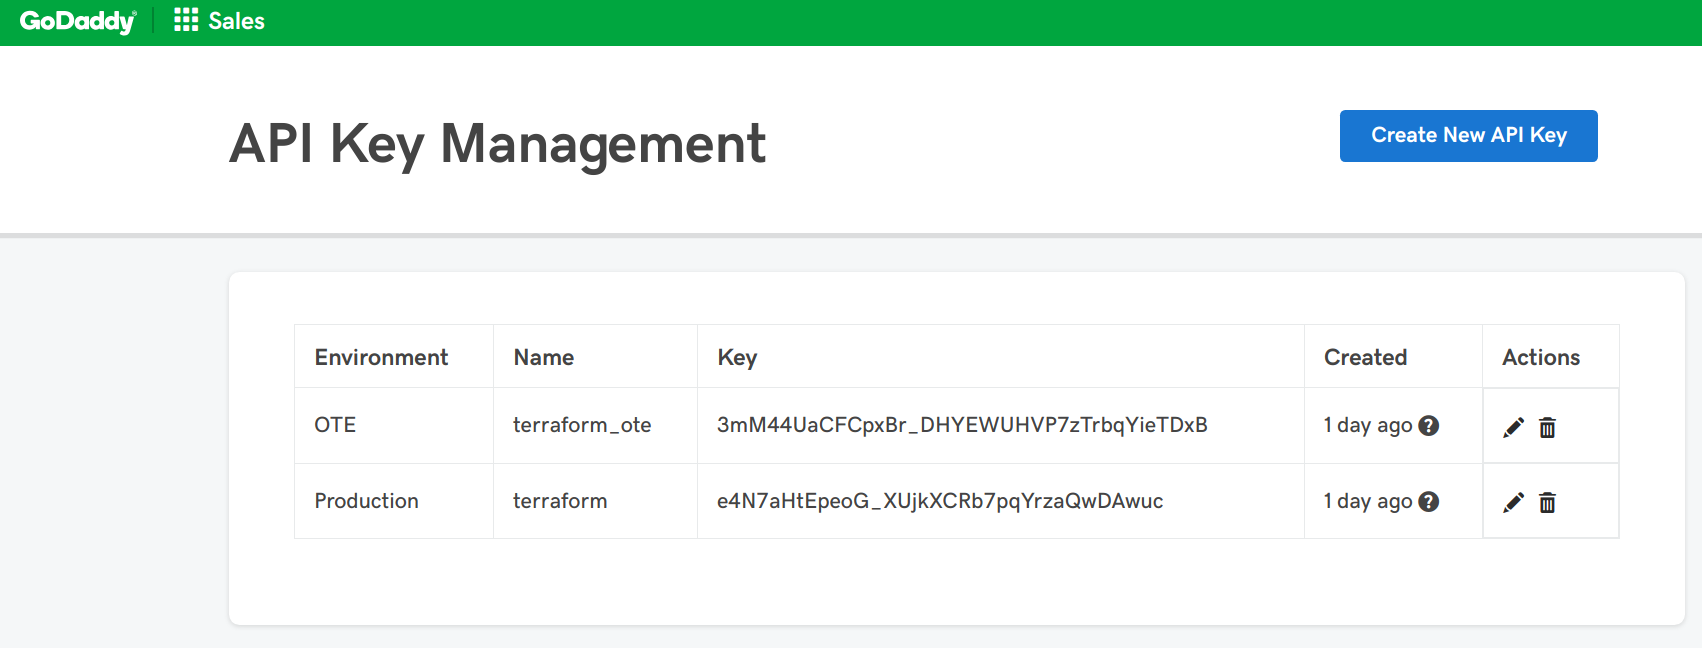 GoDaddy Sales
API Key Management
Create New API Key
Environment Name Key Created Actions
OTE terraform_ote 3mM44UaCFCpxBr_DHYEWUHVP7zTrbqYieTDxB 1 day ago ?
Production terraform e4N7aHtEpeoG_XUjkXCRb7pqYrzaQwDAwuc 1 day ago ?